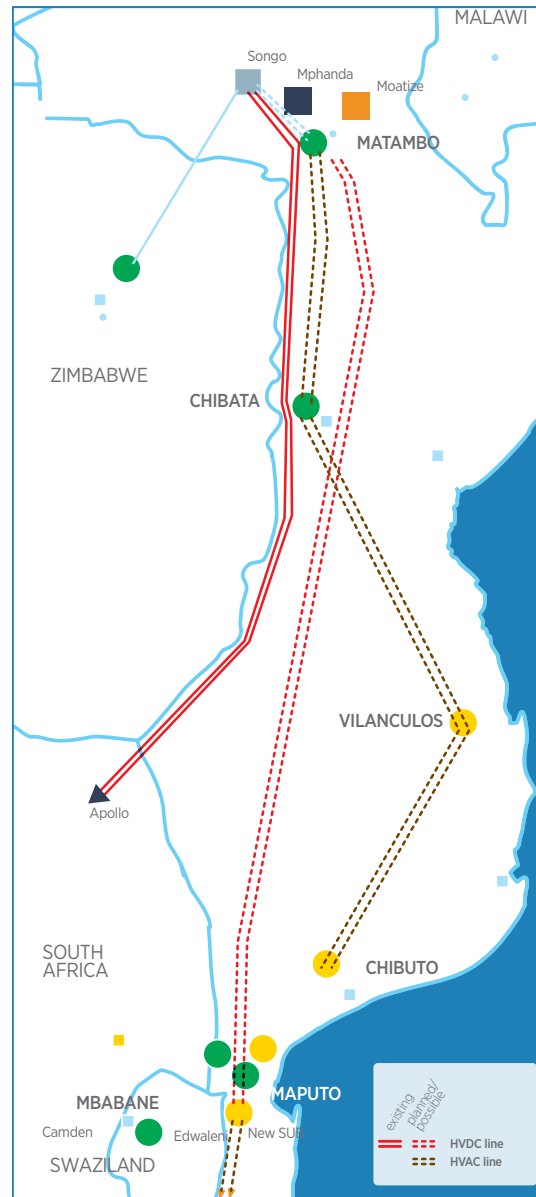 MALAWI
Songo
Mphanda
Moatize
MATAMBO
ZIMBABWE
CHIBATA
VILANCULOS
Apollo
SOUTH
AFRICA
CHIBUTO
MAPUTO
MBABANE
Camden
Edwaleni
New SUB
SWAZILAND
existing
planned/
possible
HVDC line
HVAC line